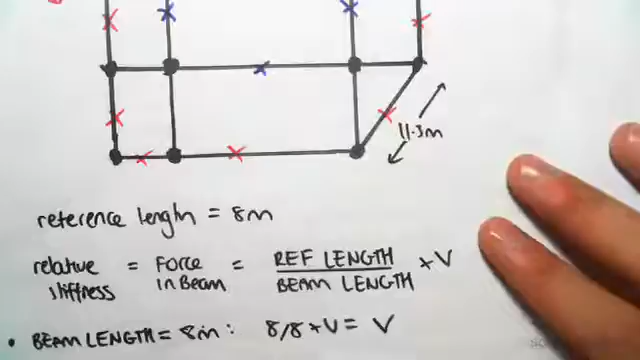 11.3m
reference length = 8m
relative stiffness = Force in Beam = REF LENGTH / BEAM LENGTH * V
• BEAM LENGTH = 8m: 8/8 * V = V